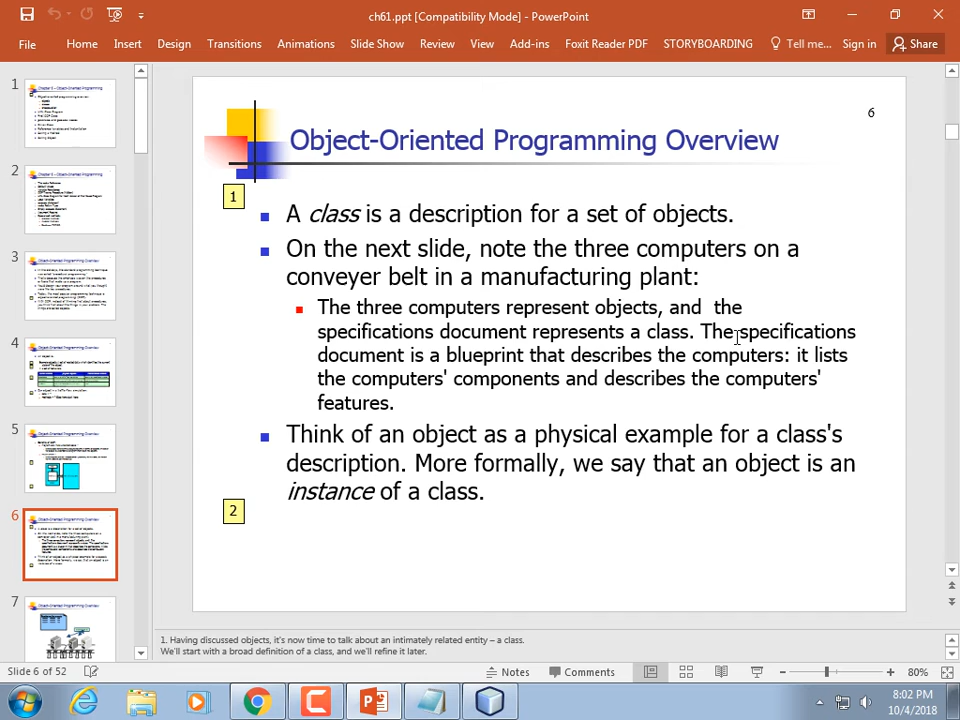 ch61.ppt [Compatibility Mode] - PowerPoint
File Home Insert Design Transitions Animations Slide Show Review View Add-ins Foxit Reader PDF STORYBOARDING Tell me... Sign in Share
6
Object-Oriented Programming Overview
1
A class is a description for a set of objects.
On the next slide, note the three computers on a
conveyer belt in a manufacturing plant:
The three computers represent objects, and the
specifications document represents a class. The specifications
document is a blueprint that describes the computers: it lists
the computers' components and describes the computers'
features.
Think of an object as a physical example for a class's
description. More formally, we say that an object is an
instance of a class.
2
1
2
3
4
5
6
7
1. Having discussed objects, it's now time to talk about an intimately related entity – a class.
We'll start with a broad definition of a class, and we'll refine it later.
Slide 6 of 52 Notes Comments 80%
8:02 PM
10/4/2018